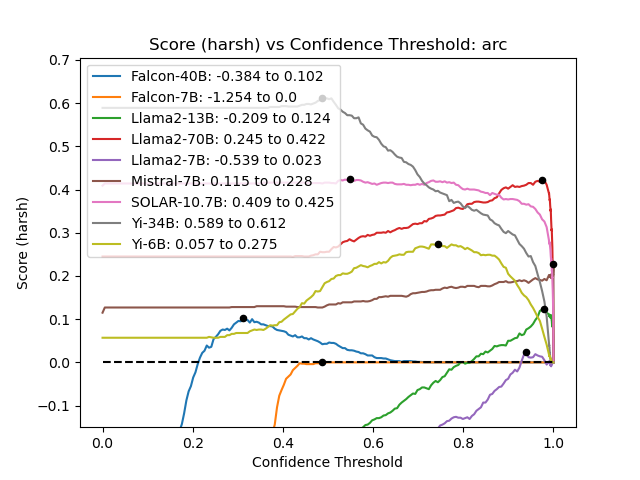 Score (harsh) vs Confidence Threshold: arc
0.7
0.6
0.5
0.4
0.3
0.2
0.1
0.0
−0.1
Score (harsh)
Falcon-40B: -0.384 to 0.102
Falcon-7B: -1.254 to 0.0
Llama2-13B: -0.209 to 0.124
Llama2-70B: 0.245 to 0.422
Llama2-7B: -0.539 to 0.023
Mistral-7B: 0.115 to 0.228
SOLAR-10.7B: 0.409 to 0.425
Yi-34B: 0.589 to 0.612
Yi-6B: 0.057 to 0.275
0.0 0.2 0.4 0.6 0.8 1.0
Confidence Threshold